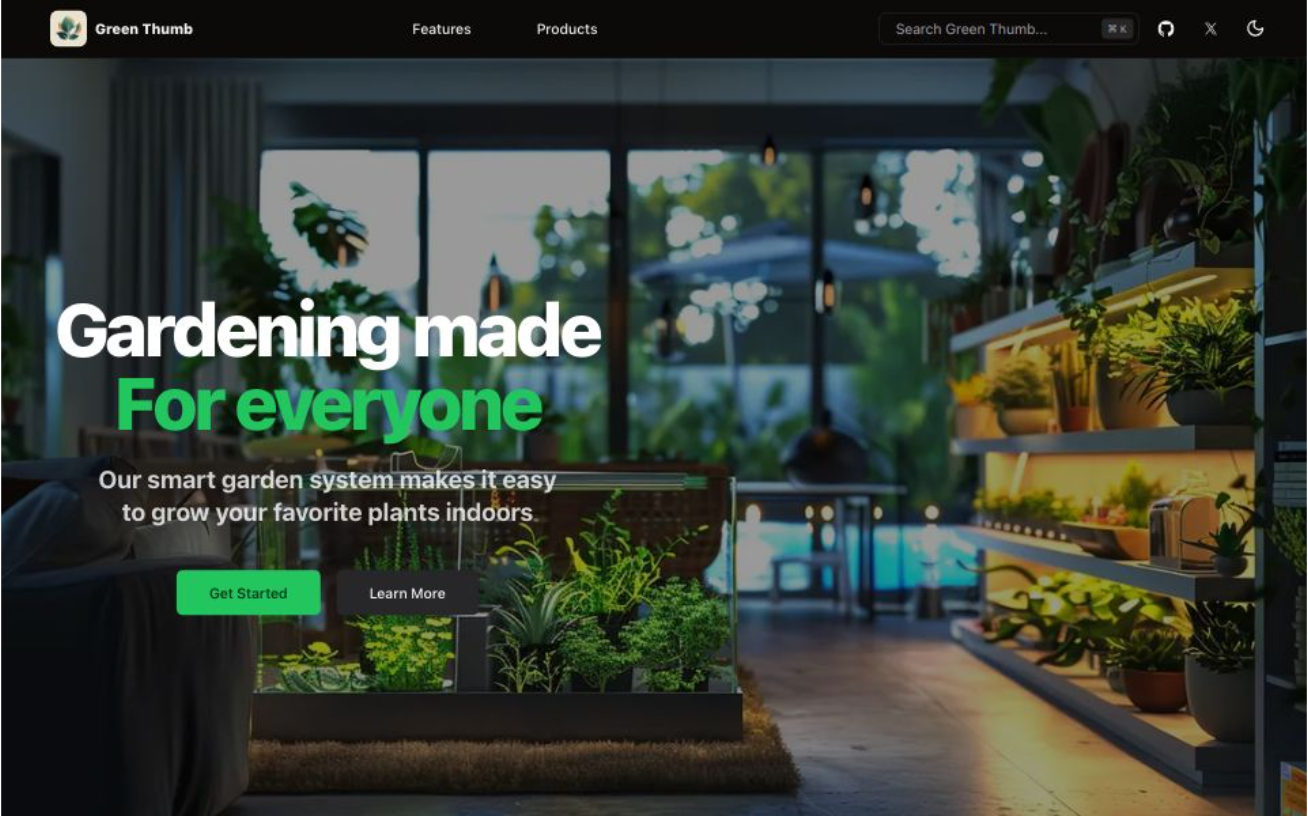 Green Thumb
Features
Products
Search Green Thumb...
⌘ K
Gardening made
For everyone
Our smart garden system makes it easy
to grow your favorite plants indoors
Get Started
Learn More